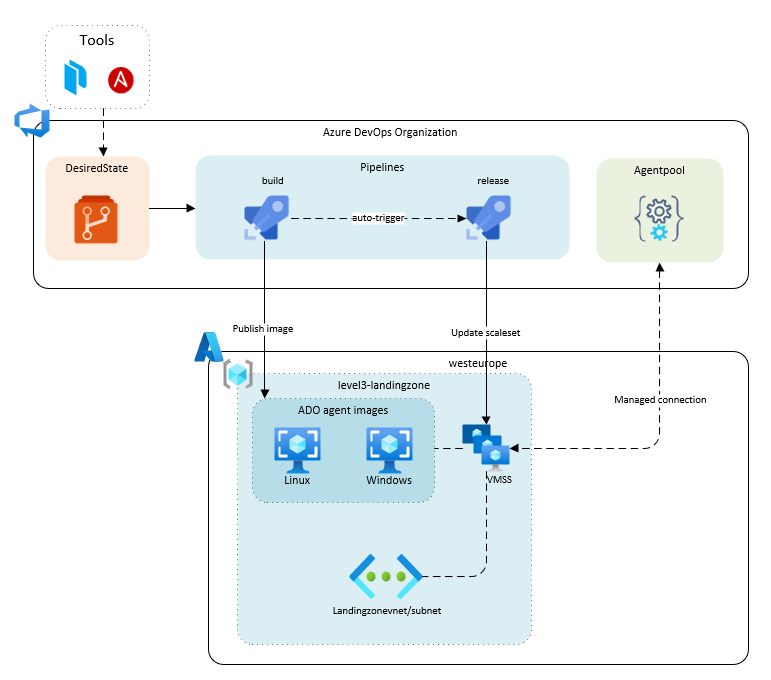 Tools
Azure DevOps Organization
DesiredState
Pipelines
Agentpool
build
release
auto-trigger
Publish image
Update scaleset
westeurope
level3-landingzone
Managed connection
ADO agent images
Linux
Windows
VMSS
Landingzonevnet/subnet